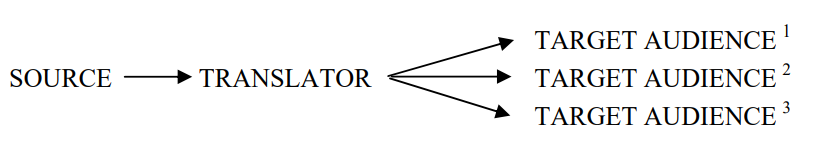 TARGET AUDIENCE 1
SOURCE TRANSLATOR TARGET AUDIENCE 2
TARGET AUDIENCE 3